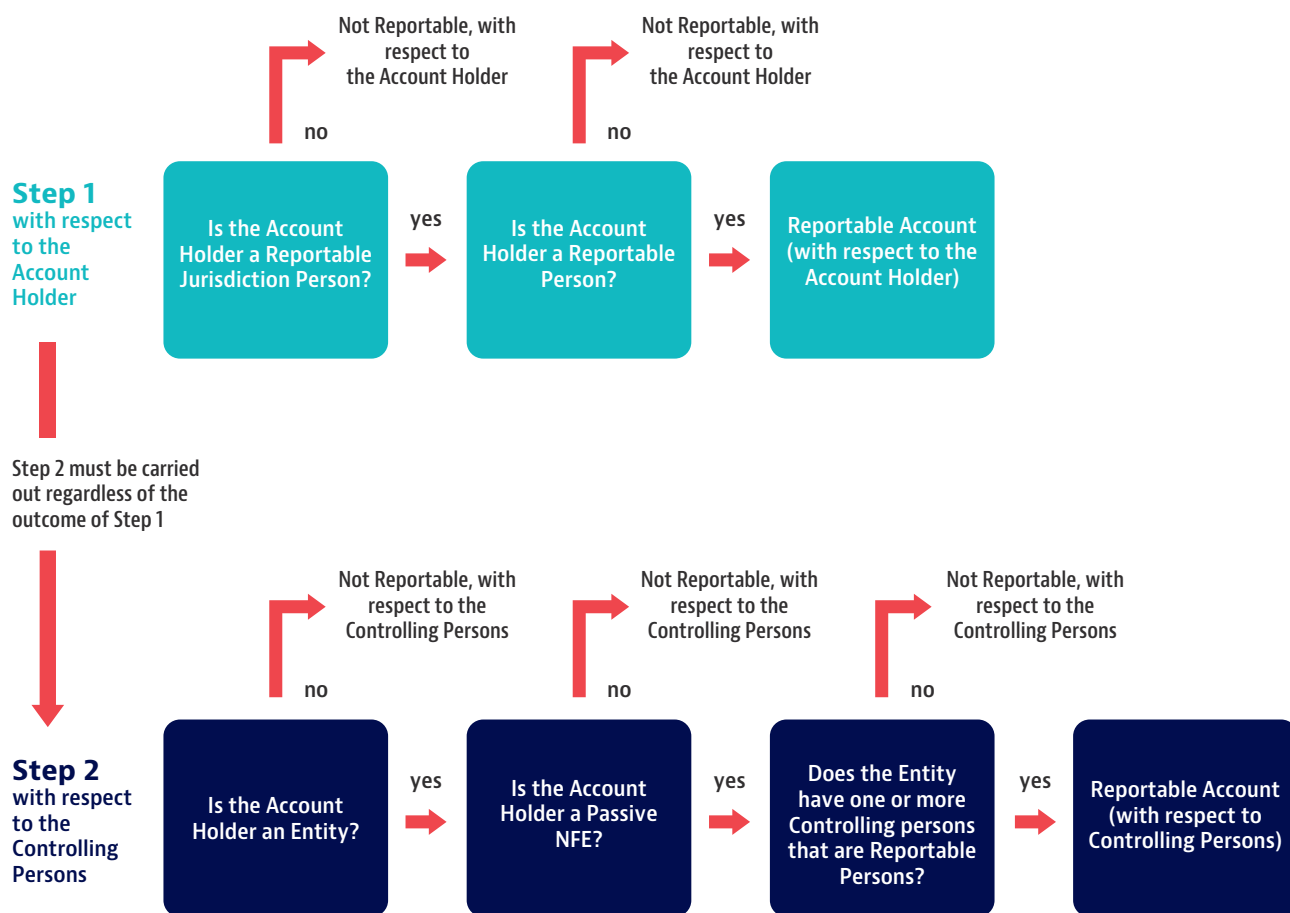 Not Reportable, with
respect to
the Account Holder
Not Reportable, with
respect to
the Account Holder
no
no
Step 1
with respect
to the
Account
Holder
Is the Account
Holder a Reportable
Jurisdiction Person?
yes
Is the Account
Holder a Reportable
Person?
yes
Reportable Account
(with respect to the
Account Holder)
Step 2 must be carried
out regardless of the
outcome of Step 1
Not Reportable, with
respect to the
Controlling Persons
Not Reportable, with
respect to the
Controlling Persons
Not Reportable, with
respect to the
Controlling Persons
no
no
no
Step 2
with respect
to the
Controlling
Persons
Is the Account
Holder an Entity?
yes
Is the Account
Holder a Passive
NFE?
yes
Does the Entity
have one or more
Controlling persons
that are Reportable
Persons?
yes
Reportable Account
(with respect to
Controlling Persons)